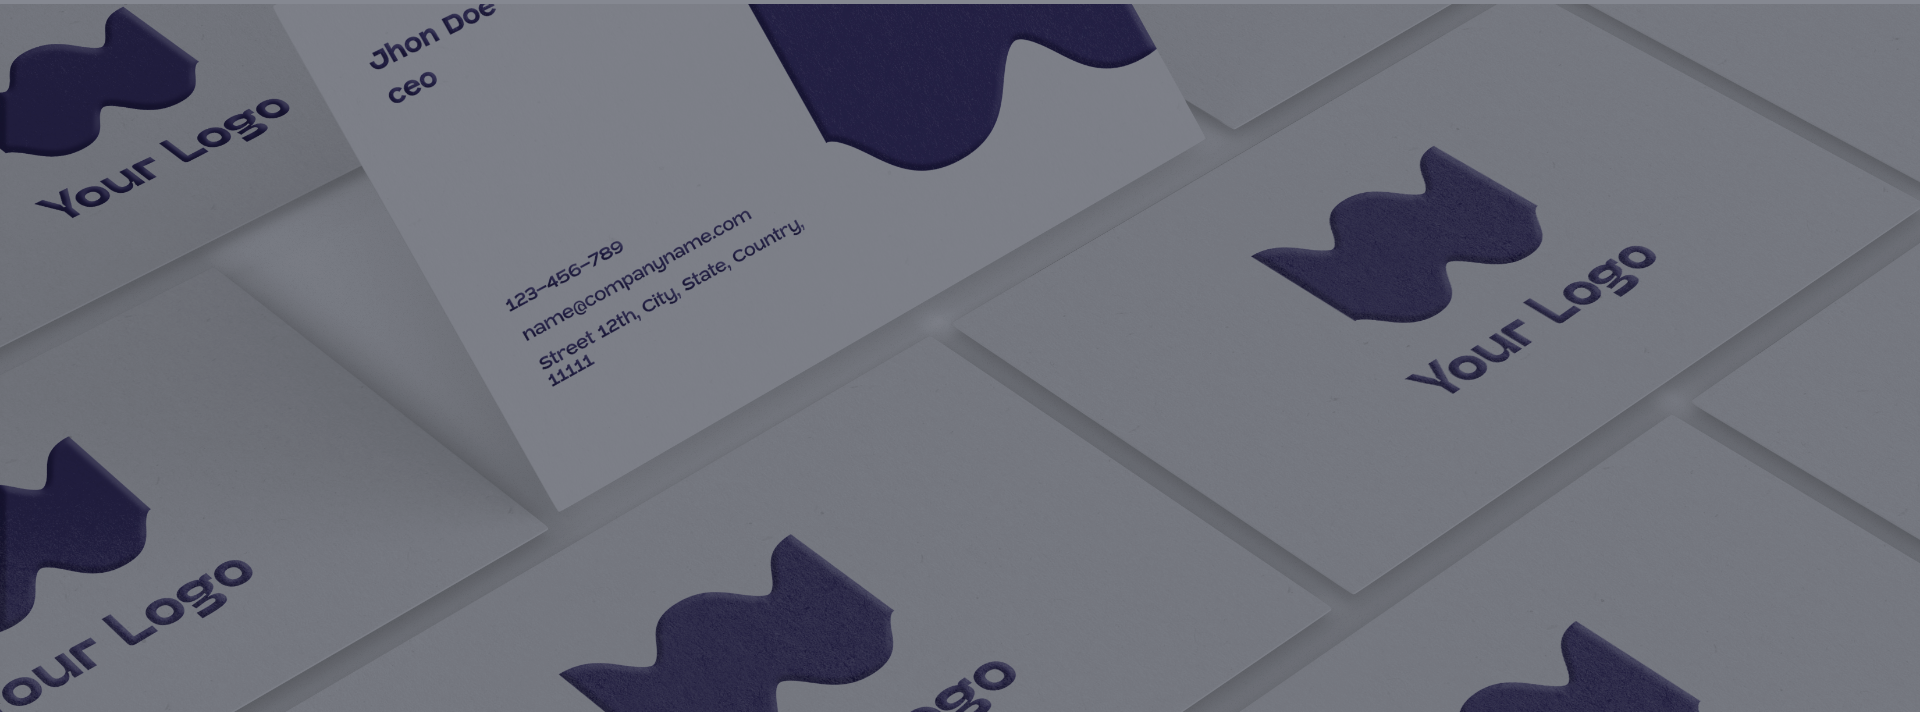 Your Logo
Jhon Doe
ceo
123-456-789
name@companyname.com
Street 12th, City, State, Country,
11111
Your Logo
our Logo
ogo